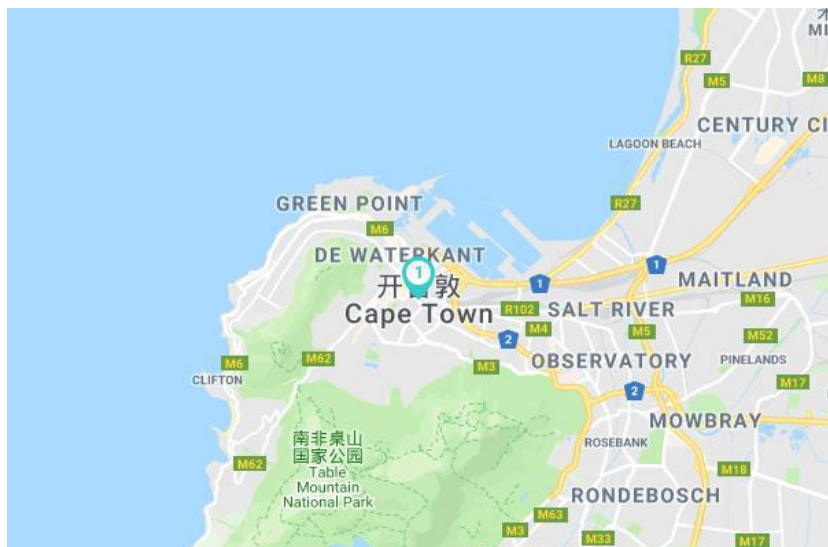 R27
M5
M8
CENTURY CI
LAGOON BEACH
GREEN POINT
R27
M6
DE WATERKANT
1
1
开普敦
1
MAITLAND
Cape Town
R102
SALT RIVER
M16
M4
M5
2
M52
M62
OBSERVATORY
PINELANDS
M6
M3
CLIFTON
M17
2
MOWBRAY
南非桌山
国家公园
Table
Mountain
National Park
ROSEBANK
M62
M18
RONDEBOSCH
M63
M3
M33
M17